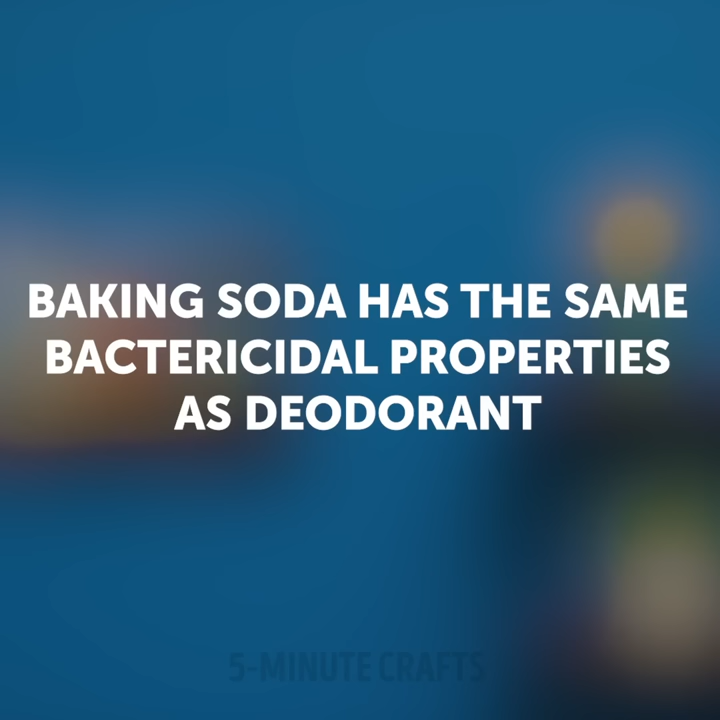 BAKING SODA HAS THE SAME
BACTERICIDAL PROPERTIES
AS DEODORANT
5-MINUTE CRAFTS